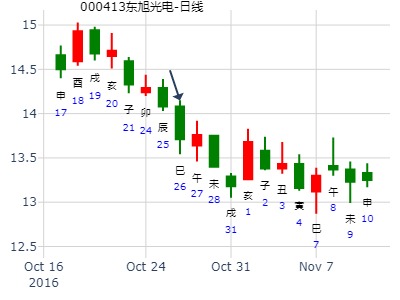 000413东旭光电-日线
15
14.5
14
13.5
13
12.5
申
17
酉
18
戌
19
亥
20
子
21
卯
24
辰
25
巳
26
午
27
未
28
戌
31
亥
1
子
2
丑
3
寅
4
巳
7
午
8
未
9
申
10
Oct 16
2016
Oct 24
Oct 31
Nov 7